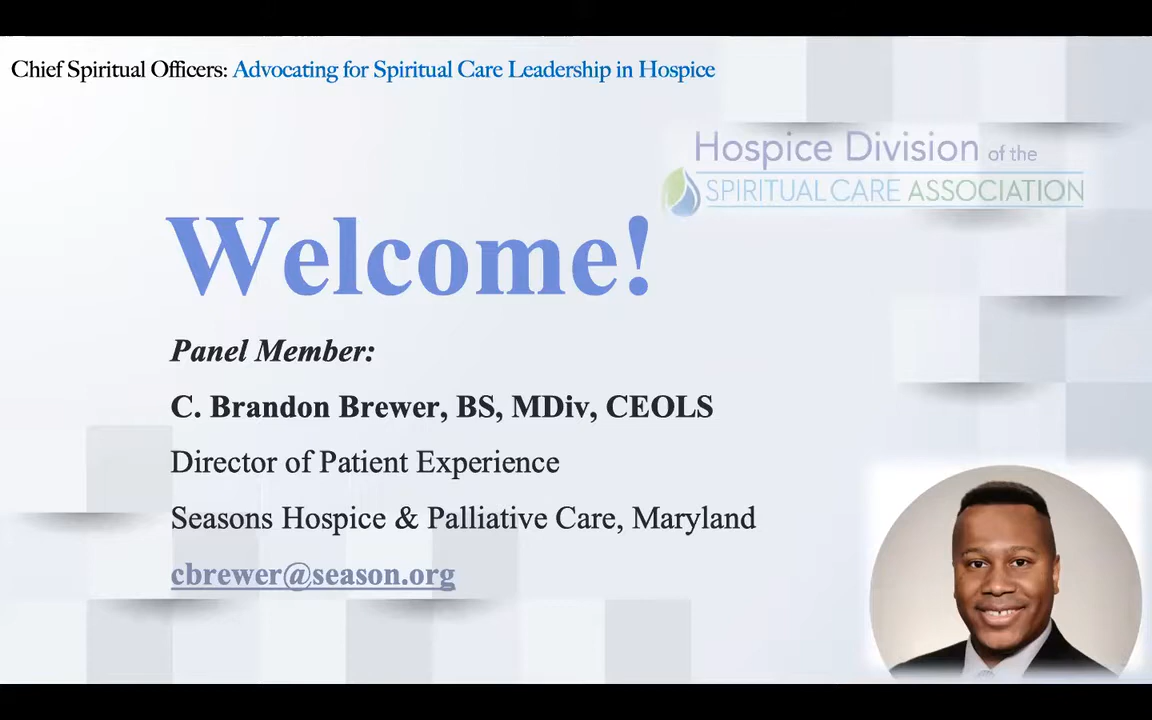 Chief Spiritual Officers: Advocating for Spiritual Care Leadership in Hospice
Hospice Division of the
SPIRITUAL CARE ASSOCIATION
Welcome!
Panel Member:
C. Brandon Brewer, BS, MDiv, CEOLS
Director of Patient Experience
Seasons Hospice & Palliative Care, Maryland
cbrewer@season.org